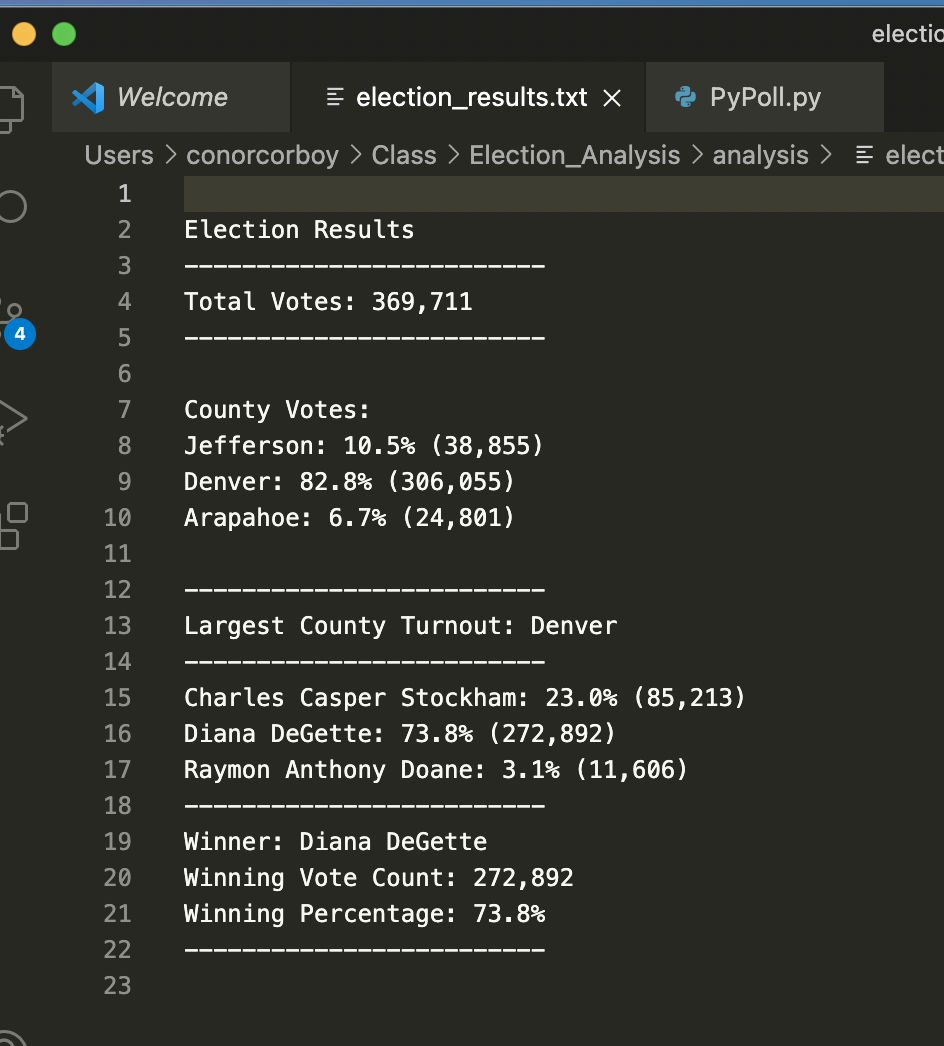 electio
Welcome
election_results.txt
PyPoll.py
Users > conorcorboy > Class > Election_Analysis > analysis > elect
4
1
2 Election Results
3 -------------------------
4 Total Votes: 369,711
5 -------------------------
6
7 County Votes:
8 Jefferson: 10.5% (38,855)
9 Denver: 82.8% (306,055)
10 Arapahoe: 6.7% (24,801)
11
12 -------------------------
13 Largest County Turnout: Denver
14 -------------------------
15 Charles Casper Stockham: 23.0% (85,213)
16 Diana DeGette: 73.8% (272,892)
17 Raymon Anthony Doane: 3.1% (11,606)
18 -------------------------
19 Winner: Diana DeGette
20 Winning Vote Count: 272,892
21 Winning Percentage: 73.8%
22 -------------------------
23